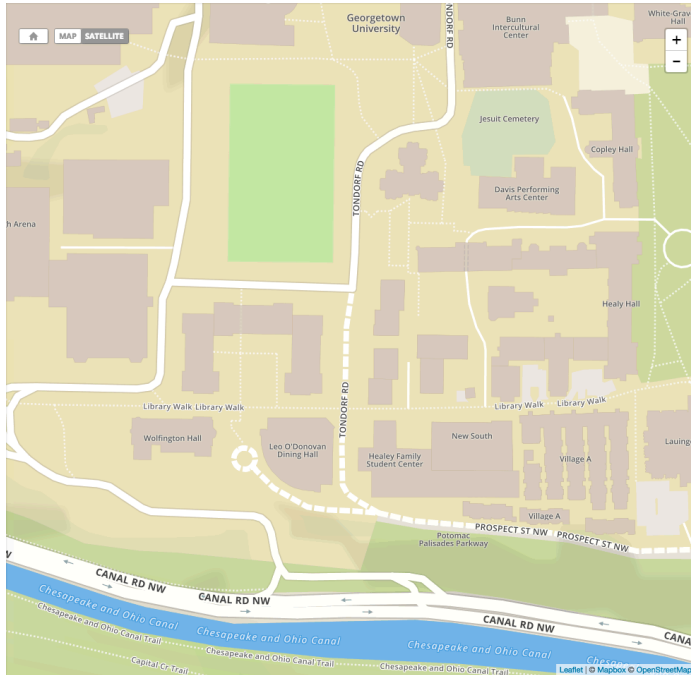 Georgetown
University
TONDORF RD
Bunn
Intercultural
Center
White-Grav
Hall
MAP SATELLITE
+
−
Jesuit Cemetery
Copley Hall
TONDORF RD
Davis Performing
Arts Center
h Arena
Healy Hall
TONDORF RD
Library Walk Library Walk
Library Walk
Library Walk
Wolfington Hall
Leo O'Donovan
Dining Hall
Healey Family
Student Center
New South
Village A
Lauing
Village A
PROSPECT ST NW
PROSPECT ST NW
Potomac
Palisades Parkway
W
CANAL RD NW
CANAL RD NW
CANAL RD NW
CANA
Chesapeake and Ohio Canal
Chesapeake and Ohio Canal
Chesapeake and Ohio Canal
Chesape
Chesapeake and Ohio Canal Trail
Chesapeake and Ohio Canal Trail
Chesapeake and Ohio Canal Trail
Capital Cr Trail
Leaflet | © Mapbox © OpenStreetMap